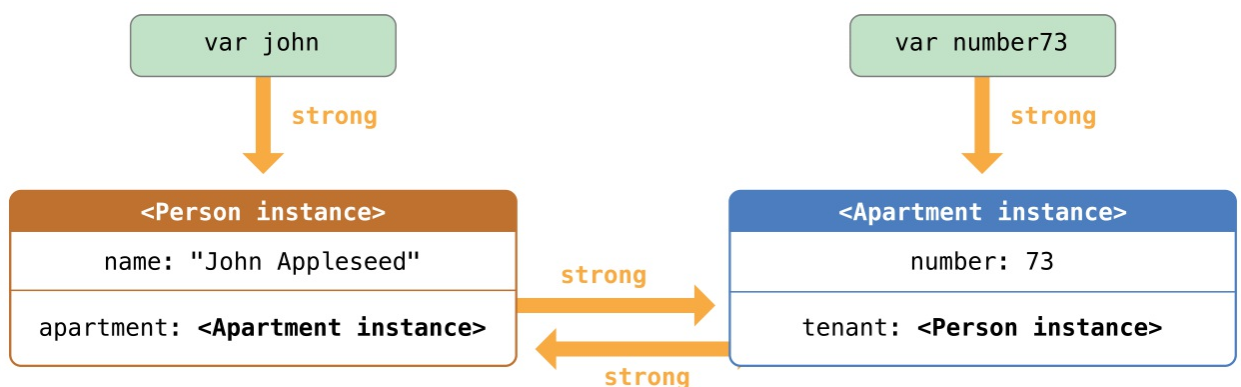 var john
var number73
strong
strong
<Person instance>
name: "John Appleseed"
apartment: <Apartment instance>
strong
strong
<Apartment instance>
number: 73
tenant: <Person instance>